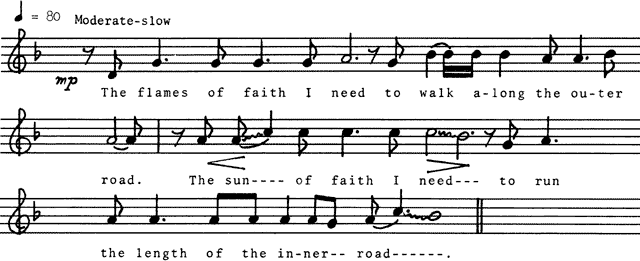 ♩ = 80 Moderate-slow
mp
The flames of faith I need to walk a-long the ou-ter
road. The sun---- of faith I need--- to run
the length of the in-ner-- road------.